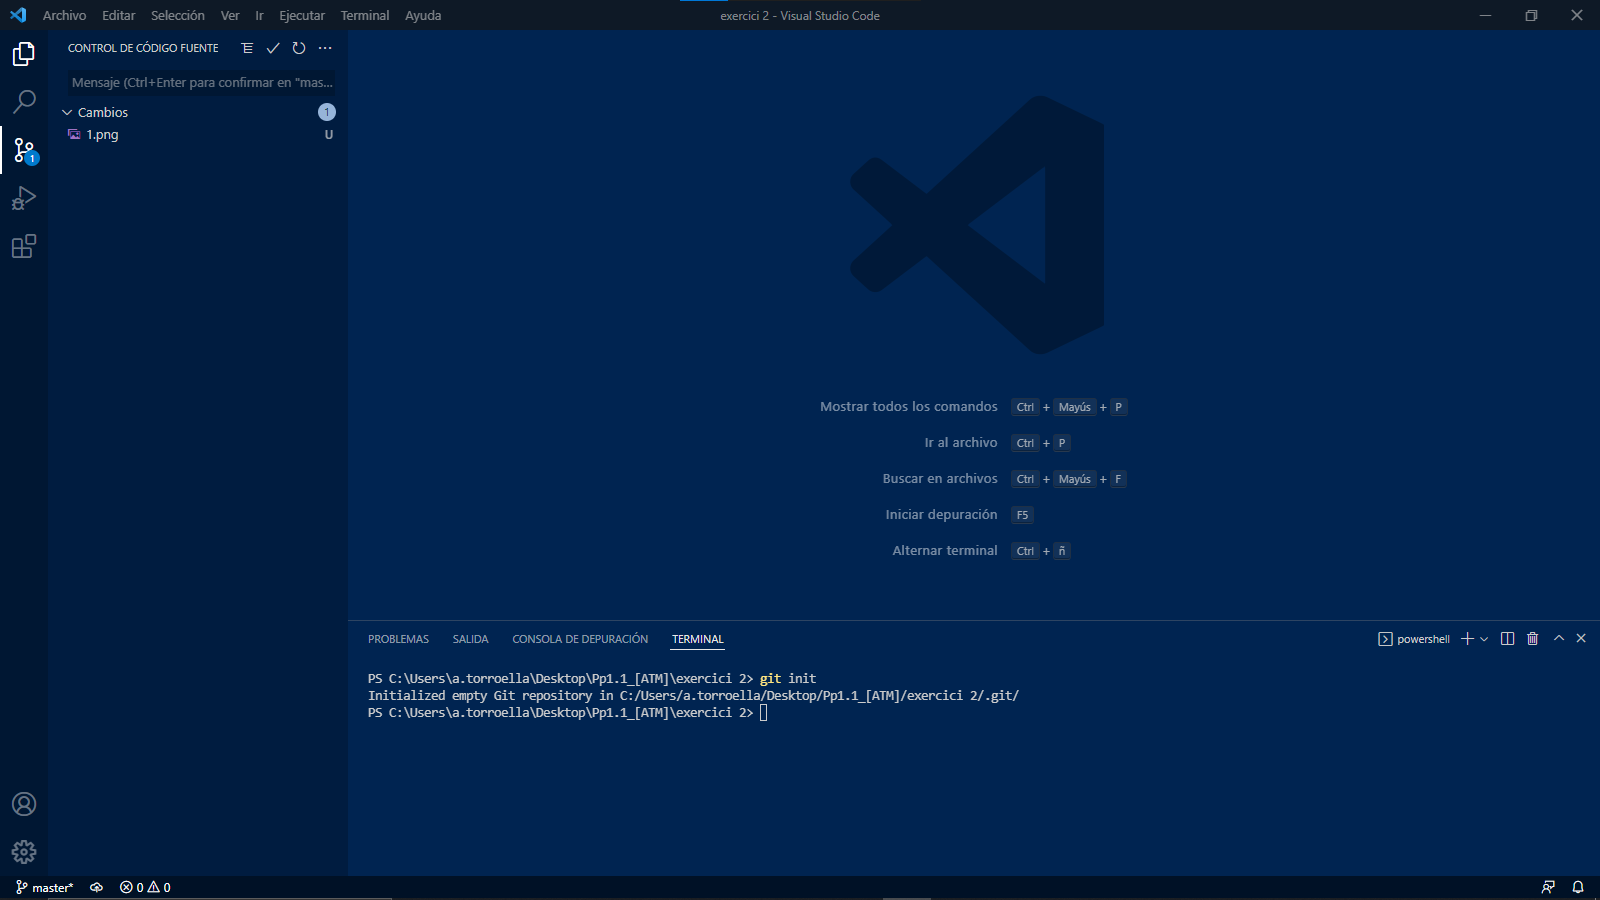 Archivo Editar Selección Ver Ir Ejecutar Terminal Ayuda
exercici 2 - Visual Studio Code
CONTROL DE CÓDIGO FUENTE
Mensaje (Ctrl+Enter para confirmar en "mas...
Cambios 1
1.png U
1
Mostrar todos los comandos Ctrl + Mayús + P
Ir al archivo Ctrl + P
Buscar en archivos Ctrl + Mayús + F
Iniciar depuración F5
Alternar terminal Ctrl + ñ
PROBLEMAS SALIDA CONSOLA DE DEPURACIÓN TERMINAL powershell
PS C:\Users\a.torroella\Desktop\Pp1.1_[ATM]\exercici 2> git init
Initialized empty Git repository in C:/Users/a.torroella/Desktop/Pp1.1_[ATM]/exercici 2/.git/
PS C:\Users\a.torroella\Desktop\Pp1.1_[ATM]\exercici 2>
master* 0 0